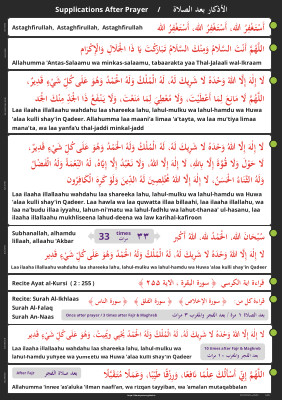 Supplications After Prayer / الأذكار بعد الصلاة
أَسْتَغْفِرُ الله، أَسْتَغْفِرُ الله، أَسْتَغْفِرُ الله
Astaghfirullah, Astaghfirullah, Astaghfirullah
اللَّهُمَّ أَنْتَ السَّلَامُ وَمِنْكَ السَّلَامُ تَبَارَكْتَ يَا ذَا الْجَلَالِ وَالْإِكْرَامِ
Allahumma 'Antas-Salaamu wa minkas-salaamu, tabaarakta yaa Thal-Jalaali wal-Ikraam
لَا إِلَهَ إِلَّا اللهُ وَحْدَهُ لَا شَرِيكَ لَهُ، لَهُ الْمُلْكُ وَلَهُ الْحَمْدُ وَهُوَ عَلَى كُلِّ شَيْءٍ قَدِيرٌ،
اللَّهُمَّ لَا مَانِعَ لِمَا أَعْطَيْتَ، وَلَا مُعْطِيَ لِمَا مَنَعْتَ، وَلَا يَنْفَعُ ذَا الْجَدِّ مِنْكَ الْجَدُّ
Laa ilaaha illallaahu wahdahu laa shareeka lahu, lahul-mulku wa lahul-hamdu wa Huwa
'alaa kulli shay'in Qadeer. Allahumma laa maani'a limaa 'a'tayta, wa laa mu'tiya limaa
mana'ta, wa laa yanfa'u thal-jaddi minkal-jadd
لَا إِلَهَ إِلَّا اللهُ وَحْدَهُ لَا شَرِيكَ لَهُ، لَهُ الْمُلْكُ، وَلَهُ الْحَمْدُ وَهُوَ عَلَى كُلِّ شَيْءٍ قَدِيرٌ.
لَا حَوْلَ وَلَا قُوَّةَ إِلَّا بِاللهِ، لَا إِلَهَ إِلَّا اللهُ، وَلَا نَعْبُدُ إِلَّا إِيَّاهُ، لَهُ النِّعْمَةُ وَلَهُ الْفَضْلُ
وَلَهُ الثَّنَاءُ الْحَسَنُ، لَا إِلَهَ إِلَّا اللهُ مُخْلِصِينَ لَهُ الدِّينَ وَلَوْ كَرِهَ الْكَافِرُونَ
Laa ilaaha illallaahu wahdahu laa shareeka lahu, lahul-mulku wa lahul-hamdu wa Huwa
'alaa kulli shay'in Qadeer. Laa hawla wa laa quwwata illaa billaahi, laa ilaaha illallaahu, wa
laa na'budu illaa iyyahu, lahun-ni'matu wa lahul-fadhlu wa lahuth-thanaa' ul-hasanu, laa
ilaaha illallaahu mukhliseena lahud-deena wa law karihal-kafiroon
Subhanallah, alhamdu lillaah, allaahu 'Akbar
33 times ٣٣ مرات
سُبْحَانَ الله، الْحَمْدُ لله، اللهُ أَكْبَر
لَا إِلَهَ إِلَّا اللهُ وَحْدَهُ لَا شَرِيكَ لَهُ، لَهُ الْمُلْكُ وَلَهُ الْحَمْدُ وَهُوَ عَلَى كُلِّ شَيْءٍ قَدِيرٌ
Laa ilaaha illallaahu wahdahu laa shareeka lahu, lahul-mulku wa lahul-hamdu wa Huwa 'alaa kulli shay'in Qadeer
Recite Ayat al-Kursi ( 2 : 255 )
قراءة آية الكرسي ﴿ سورة البقرة ، الآية ٢٥٥ ﴾
Recite: Surah Al-Ikhlaas
Surah Al-Falaq
Surah An-Naas
قراءة كل من: ﴿ سورة الإخلاص ﴾ ﴿ سورة الفلق ﴾ ﴿ سورة الناس ﴾
Once after prayer / 3 times after Fajr & Maghrib
بعد الصلاة ١ مرة / بعد الفجر والمغرب ٣ مرات
لَا إِلَهَ إِلَّا اللهُ وَحْدَهُ لَا شَرِيكَ لَهُ، لَهُ الْمُلْكُ وَلَهُ الْحَمْدُ يُحْيِي وَيُمِيتُ، وَهُوَ عَلَى كُلِّ شَيْءٍ قَدِير
Laa ilaaha illallaahu wahdahu laa shareeka lahu, lahul-mulku wa
lahul-hamdu yuhyee wa yumeetu wa Huwa 'alaa kulli shay'in Qadeer
10 times after Fajr & Maghrib
بعد الفجر والمغرب ١٠ مرات
After Fajr
بعد صلاة الفجر
اللَّهُمَّ إِنِّي أَسْأَلُكَ عِلْمًا نَافِعًا، وَرِزْقًا طَيِّبًا، وَعَمَلًا مُتَقَبَّلًا
Allahumma 'innee 'as'aluka 'ilman naafi'an, wa rizqan tayyiban, wa 'amalan mutaqabbalan